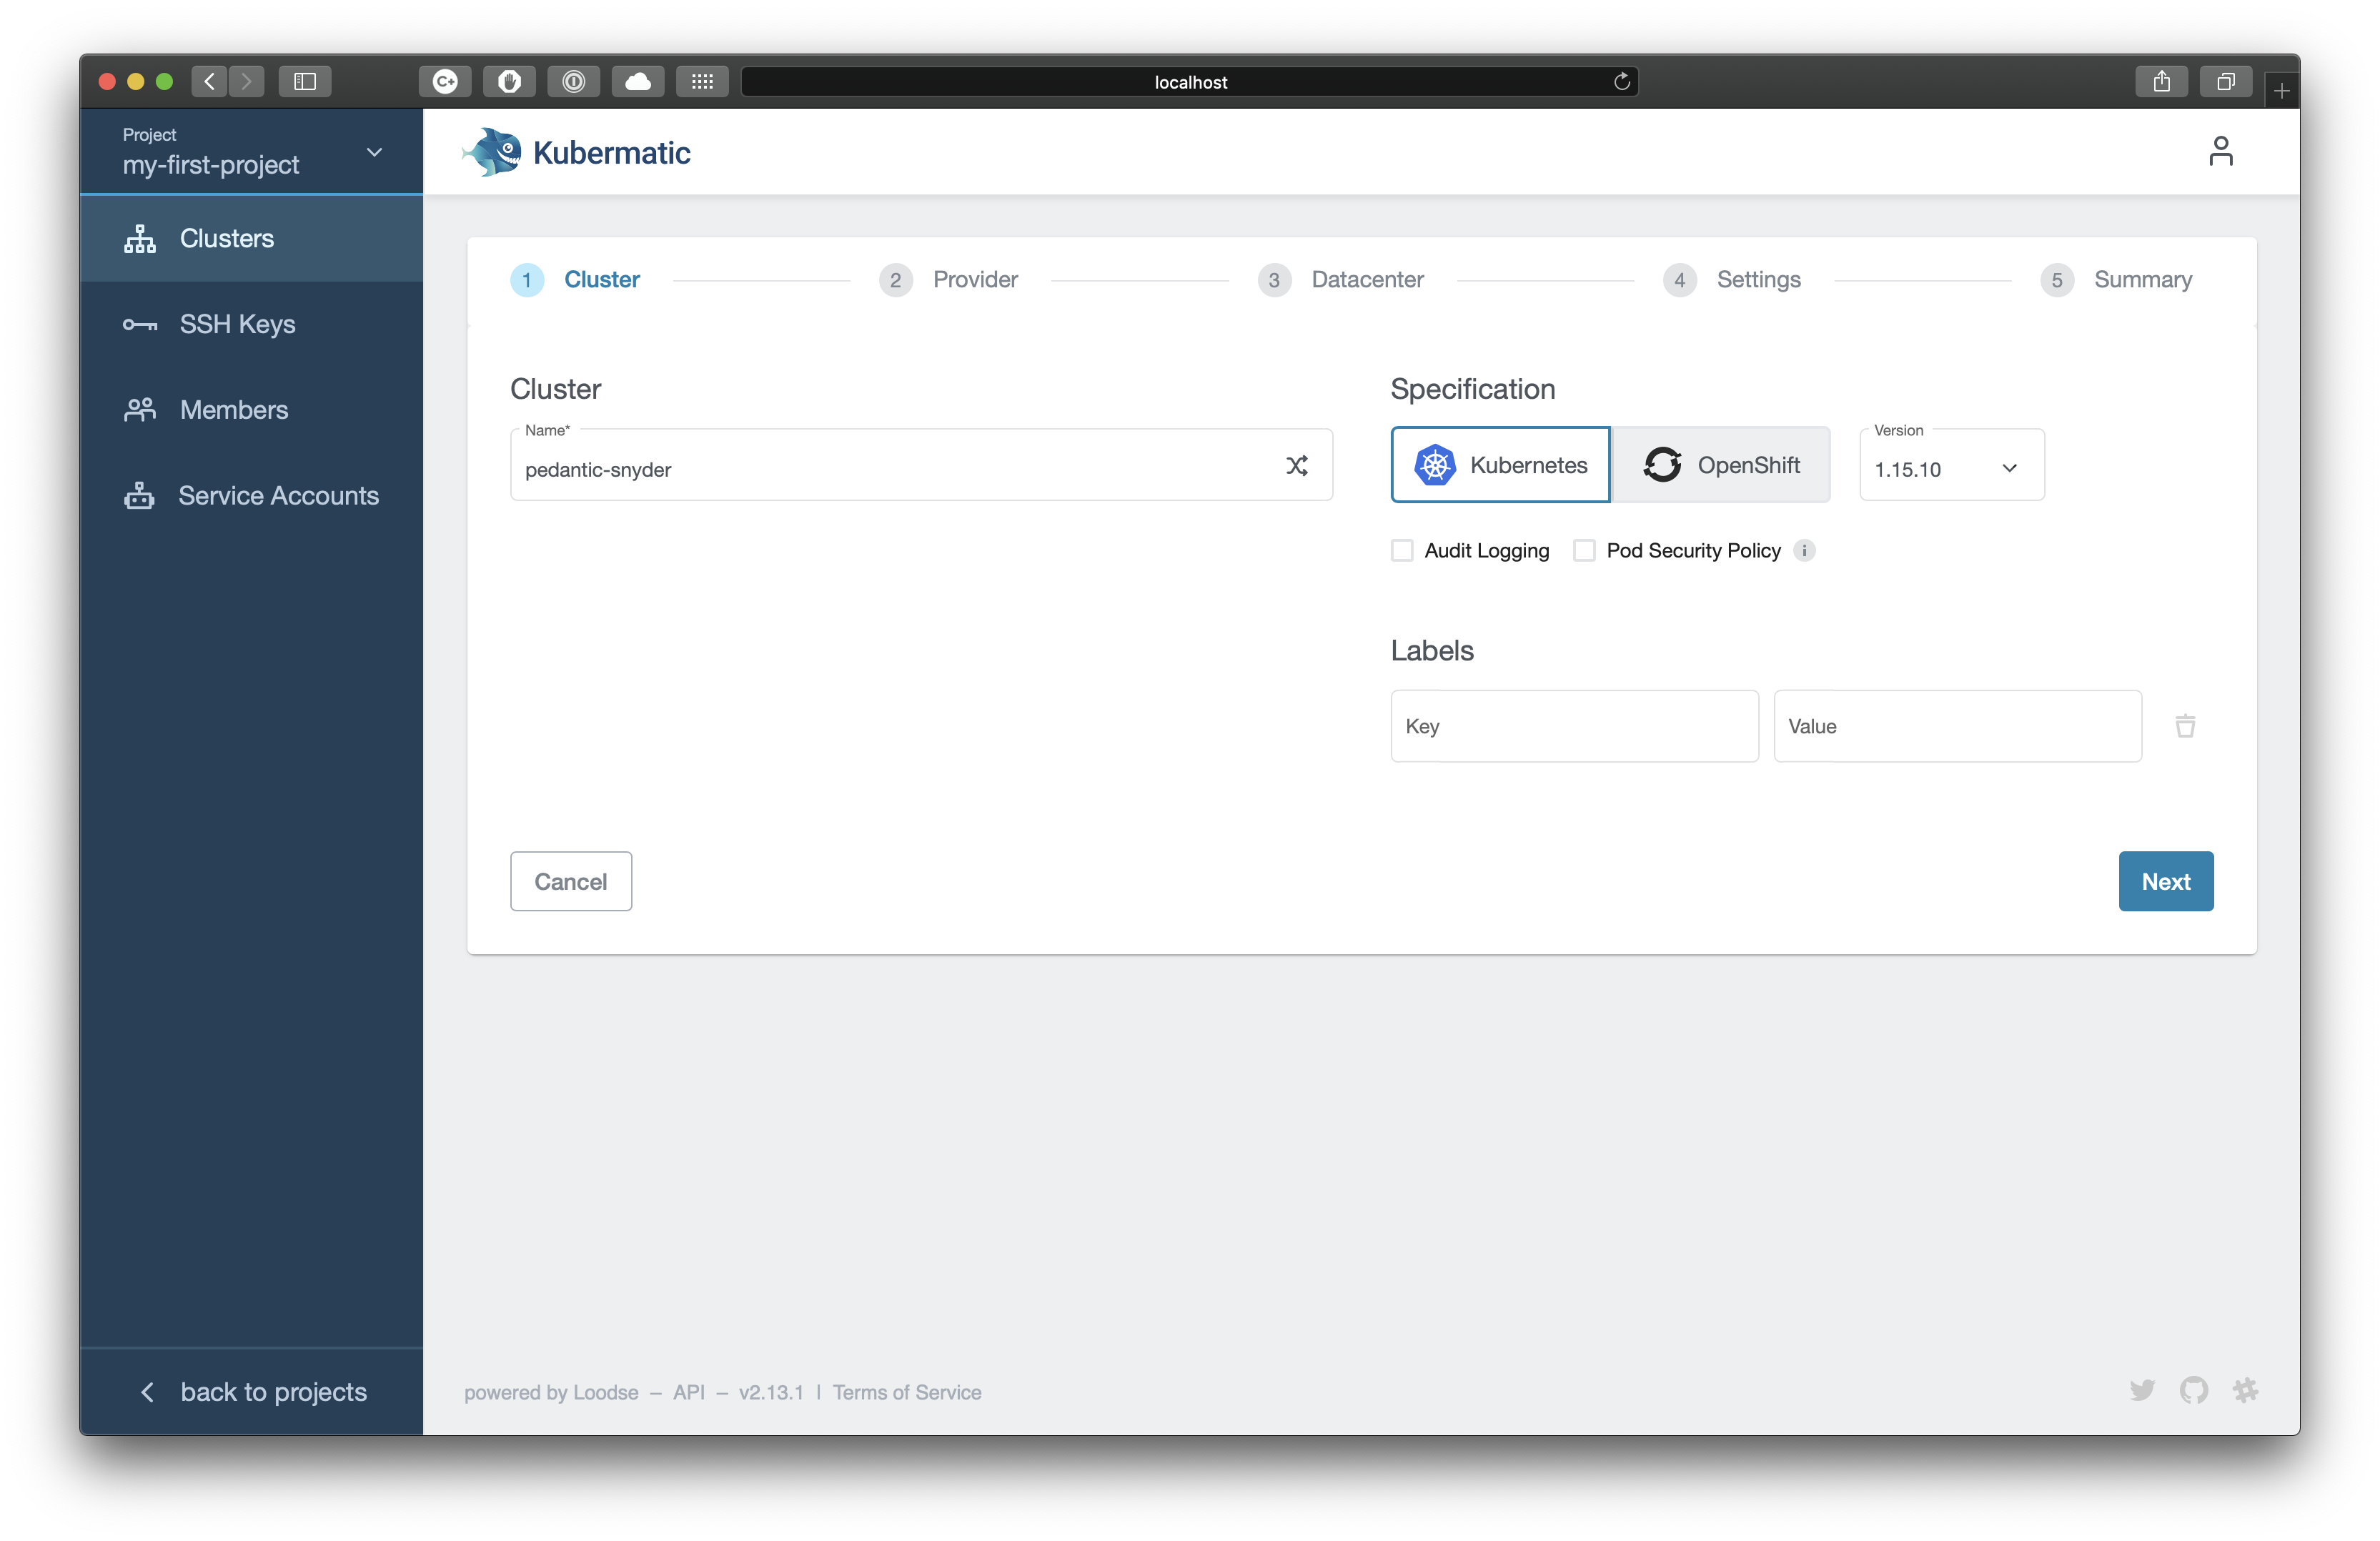 localhost
Project
my-first-project
Kubermatic
Clusters
SSH Keys
Members
Service Accounts
back to projects
1 Cluster 2 Provider 3 Datacenter 4 Settings 5 Summary
Cluster
Name*
pedantic-snyder
Specification
Kubernetes OpenShift
Version
1.15.10
Audit Logging Pod Security Policy i
Labels
Key Value
Cancel Next
powered by Loodse – API – v2.13.1 | Terms of Service